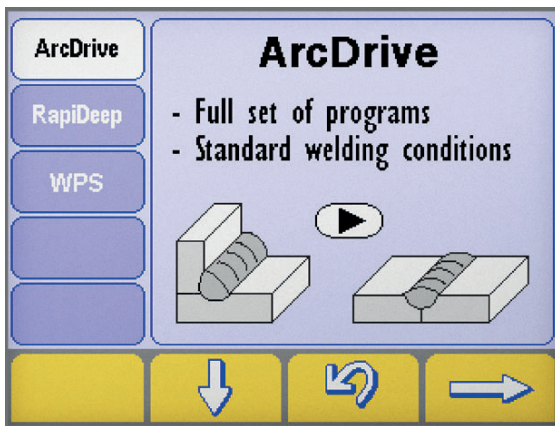 ArcDrive
RapiDeep
WPS
ArcDrive
- Full set of programs
- Standard welding conditions